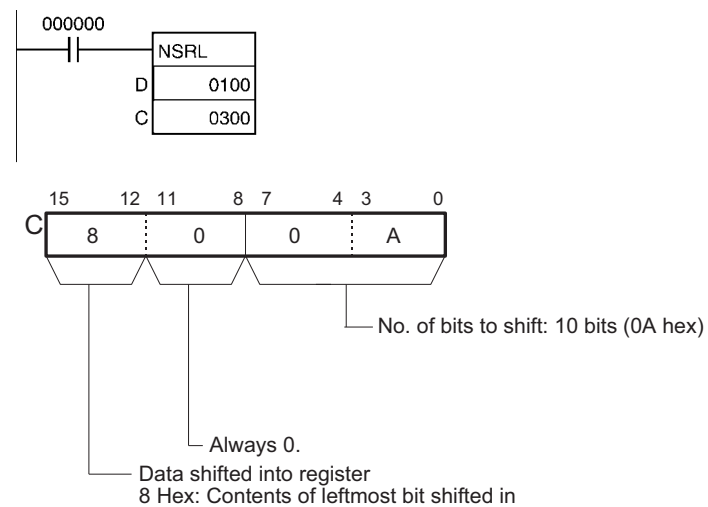 000000
NSRL
D 0100
C 0300
15 12 11 8 7 4 3 0
C 8 0 0 A
No. of bits to shift: 10 bits (0A hex)
Always 0.
Data shifted into register
8 Hex: Contents of leftmost bit shifted in